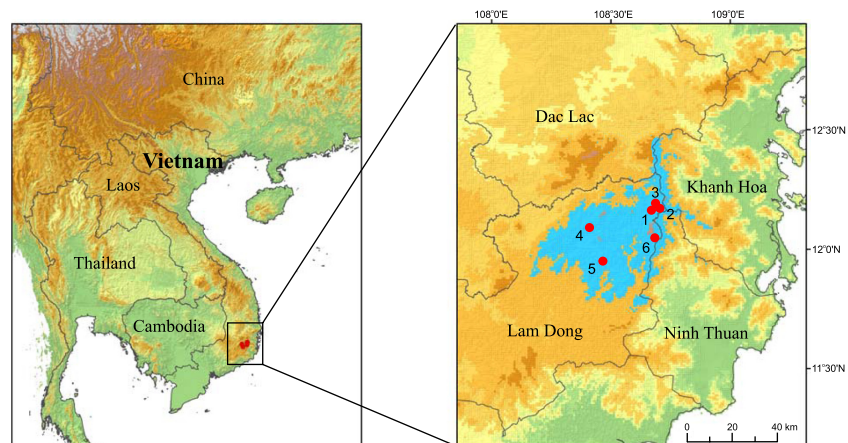 108°0'E 108°30'E 109°0'E
China
Vietnam
Laos
Thailand
Cambodia
Dac Lac
12°30'N
Khanh Hoa
3
1 2
4
6
12°0'N
5
Lam Dong
Ninh Thuan
11°30'N
0 20 40 km